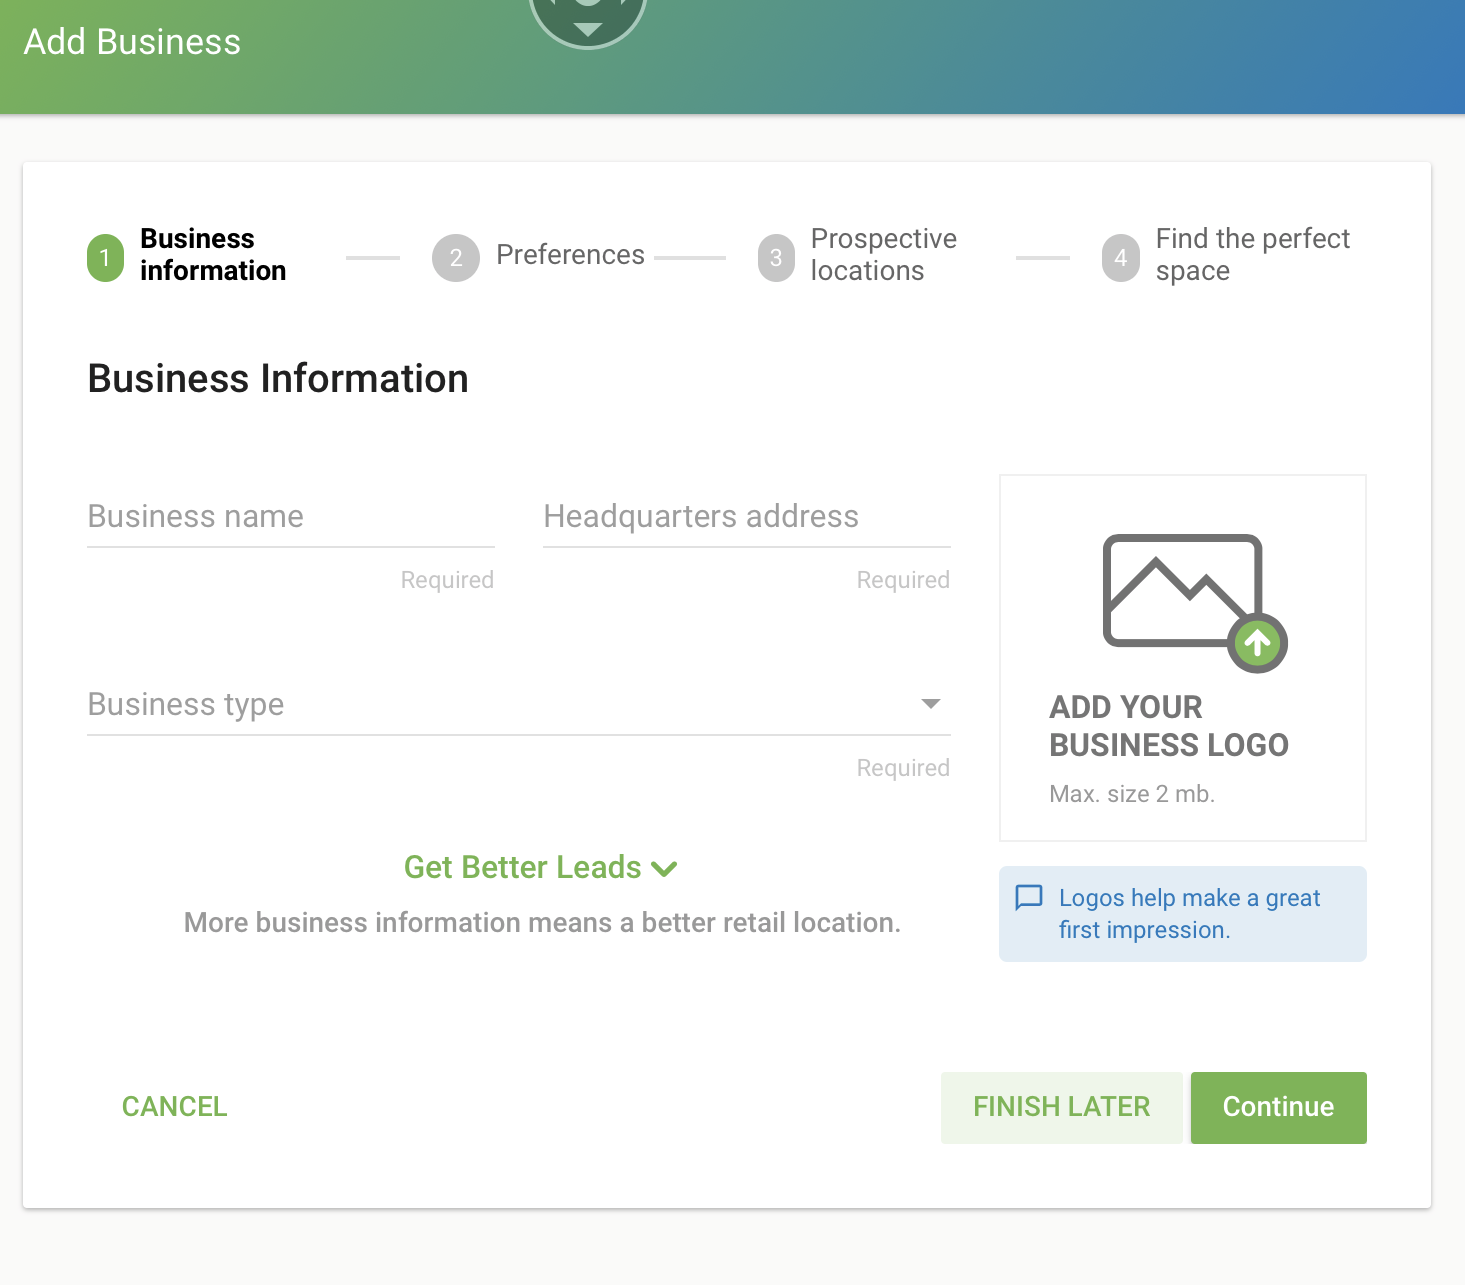 Add Business
1
Business
information
2
Preferences
3
Prospective
locations
4
Find the perfect
space
Business Information
Business name
Required
Headquarters address
Required
Business type
Required
ADD YOUR
BUSINESS LOGO
Max. size 2 mb.
Logos help make a great
first impression.
Get Better Leads
More business information means a better retail location.
CANCEL
FINISH LATER
Continue